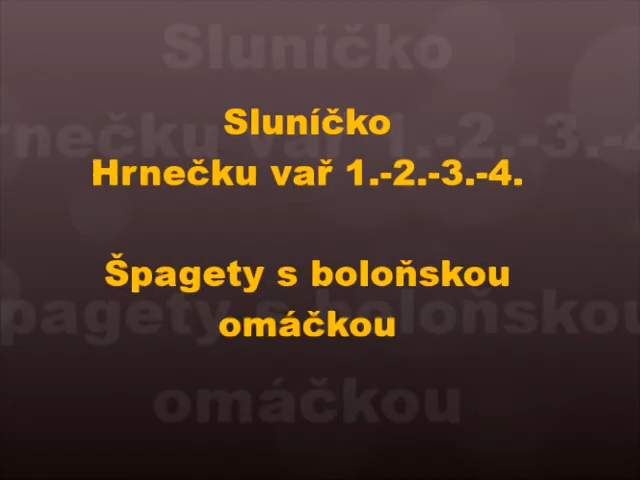 Sluníčko
Hrnečku vař 1.-2.-3.-4.
Špagety s boloňskou
omáčkou